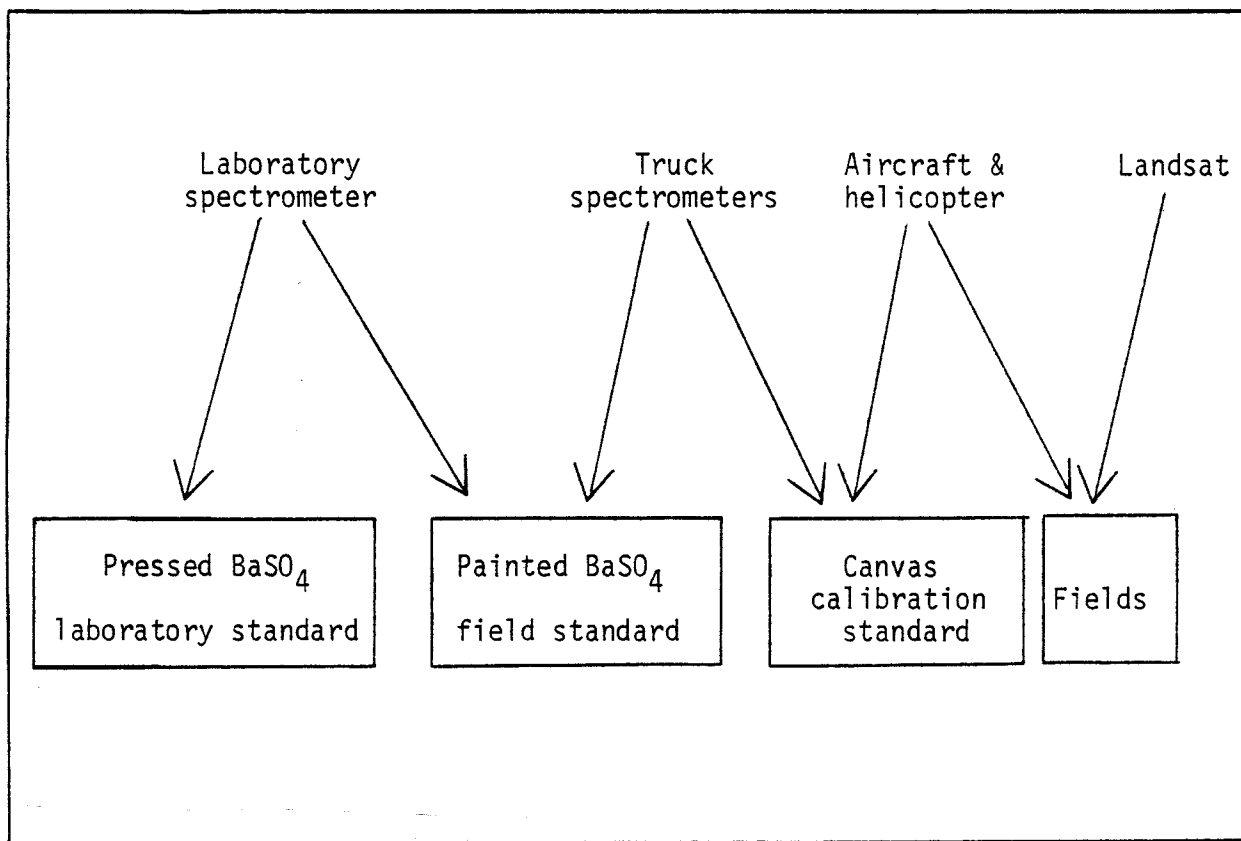 Laboratory
spectrometer
Truck
spectrometers
Aircraft &
helicopter
Landsat
Pressed BaSO4
laboratory standard
Painted BaSO4
field standard
Canvas
calibration
standard
Fields